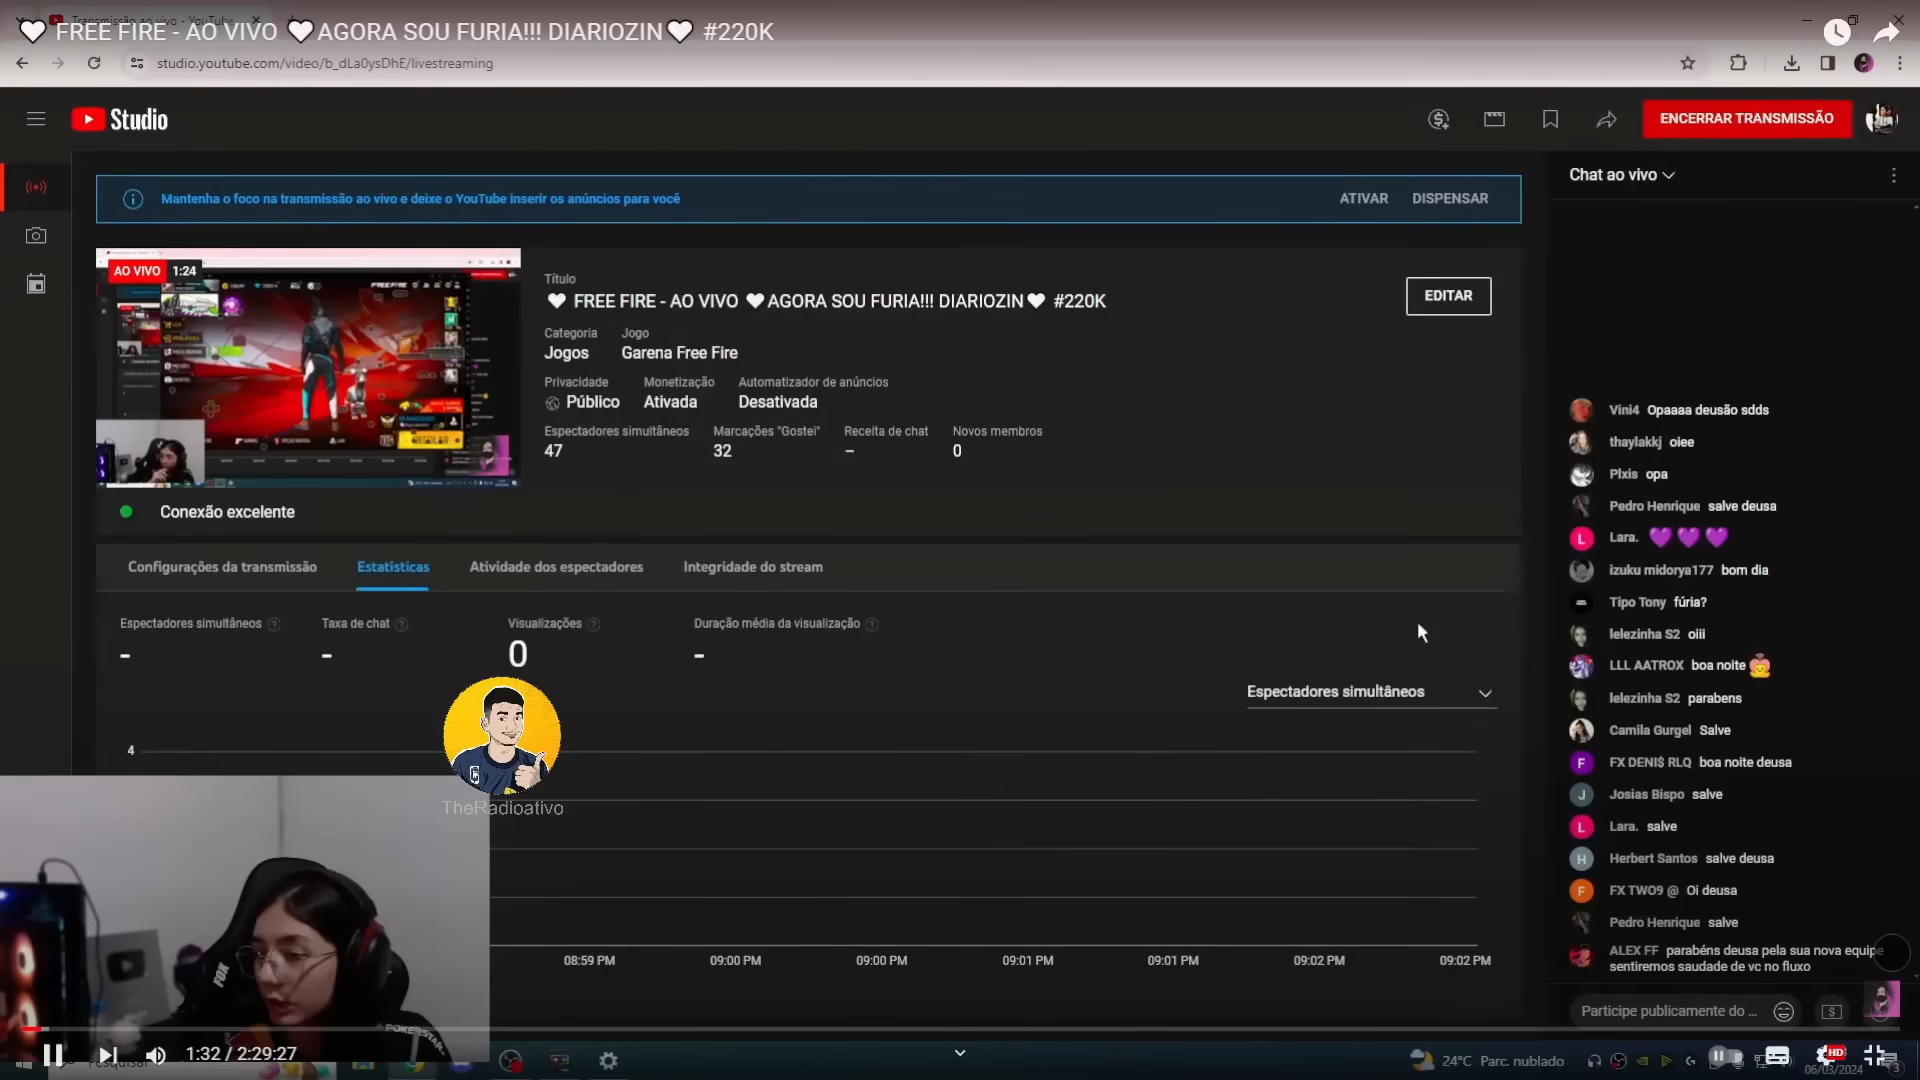 🤍 FREE FIRE - AO VIVO 🤍AGORA SOU FURIA!!! DIARIOZIN🤍 #220K
studio.youtube.com/video/b_dLa0ysDhE/livestreaming
Studio
ENCERRAR TRANSMISSÃO
Mantenha o foco na transmissão ao vivo e deixe o YouTube inserir os anúncios para você
ATIVAR DISPENSAR
AO VIVO 1:24
Título
🤍 FREE FIRE - AO VIVO 🤍AGORA SOU FURIA!!! DIARIOZIN🤍 #220K
EDITAR
Categoria Jogo
Jogos Garena Free Fire
Privacidade Monetização Automatizador de anúncios
Público Ativada Desativada
Espectadores simultâneos Marcações "Gostei" Receita de chat Novos membros
47 32 – 0
Conexão excelente
Configurações da transmissão Estatísticas Atividade dos espectadores Integridade do stream
Espectadores simultâneos Taxa de chat Visualizações Duração média da visualização
- - 0 -
Espectadores simultâneos
4
TheRadioativo
08:59 PM 09:00 PM 09:00 PM 09:01 PM 09:01 PM 09:02 PM 09:02 PM
FOX
POKERSTAR
Chat ao vivo
Vini4 Opaaaa deusão sdds
thaylakkj oiee
Plxis opa
Pedro Henrique salve deusa
L Lara. 💜 💜 💜
izuku midorya177 bom dia
Tipo Tony fúria?
lelezinha S2 oiii
LLL AATROX boa noite
lelezinha S2 parabens
Camila Gurgel Salve
F FX DENI$ RLQ boa noite deusa
J Josias Bispo salve
L Lara. salve
H Herbert Santos salve deusa
F FX TWO9 @ Oi deusa
Pedro Henrique salve
ALEX FF parabéns deusa pela sua nova equipe
sentiremos saudade de vc no fluxo
Participe publicamente do ...
1:32 / 2:29:27
24°C Parc. nublado
HD
06/03/2024
3